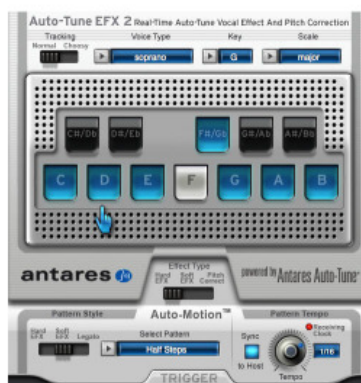 Auto-Tune EFX 2 Real-Time Auto-Tune Vocal Effect And Pitch Correction
Tracking Voice Type Key Scale
Normal Choosy
soprano G major
C#/Db D#/Eb F#/Gb G#/Ab A#/Bb
C D E F G A B
antares
Effect Type
Hard EFX Soft EFX Pitch Correct
powered by Antares Auto-Tune
Pattern Style Auto-Motion™ Pattern Tempo
Hard EFX Soft EFX Legato
Select Pattern
Half Steps
Sync to Host
Receiving Clock
1/16
Tempo
TRIGGER